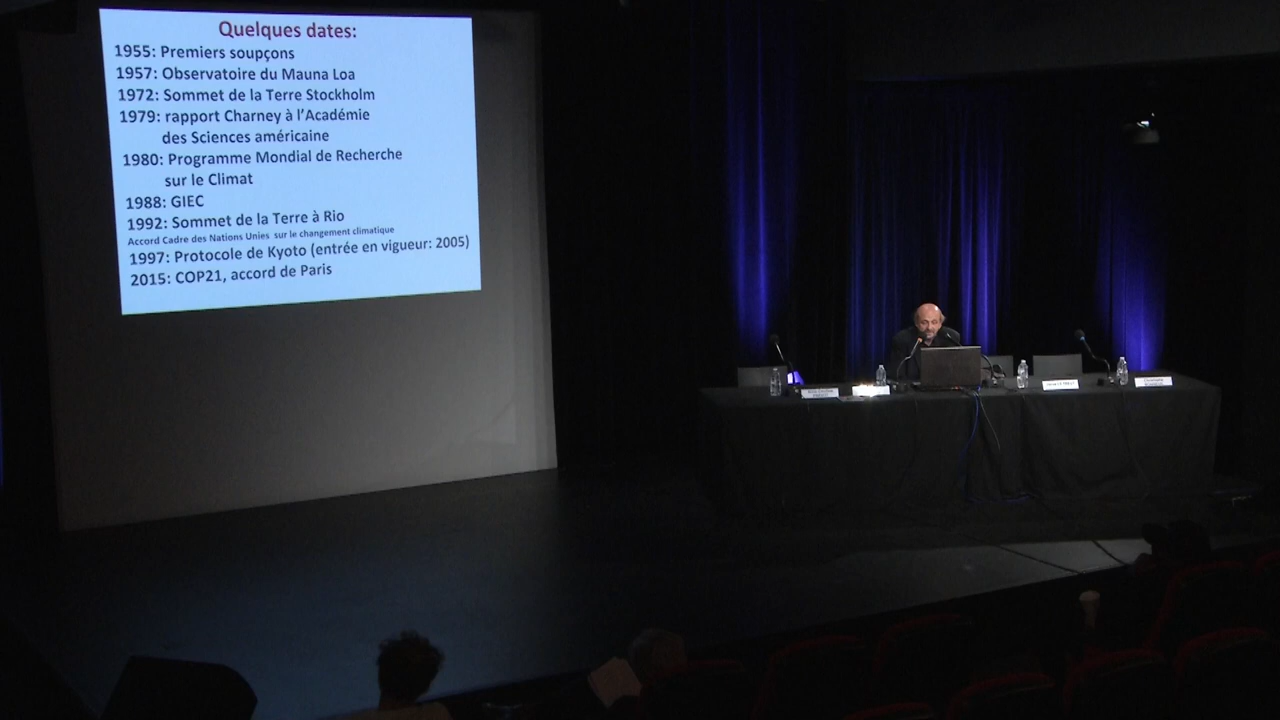 Quelques dates:
1955: Premiers soupçons
1957: Observatoire du Mauna Loa
1972: Sommet de la Terre Stockholm
1979: rapport Charney à l'Académie
des Sciences américaine
1980: Programme Mondial de Recherche
sur le Climat
1988: GIEC
1992: Sommet de la Terre à Rio
Accord Cadre des Nations Unies sur le changement climatique
1997: Protocole de Kyoto (entrée en vigueur: 2005)
2015: COP21, accord de Paris